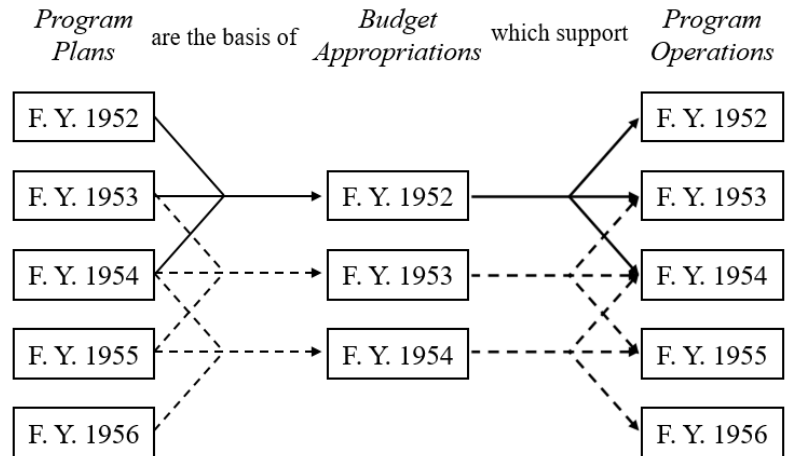 Program Plans
are the basis of
Budget Appropriations
which support
Program Operations
F. Y. 1952
F. Y. 1952
F. Y. 1953
F. Y. 1952
F. Y. 1953
F. Y. 1954
F. Y. 1953
F. Y. 1954
F. Y. 1955
F. Y. 1954
F. Y. 1955
F. Y. 1956
F. Y. 1956